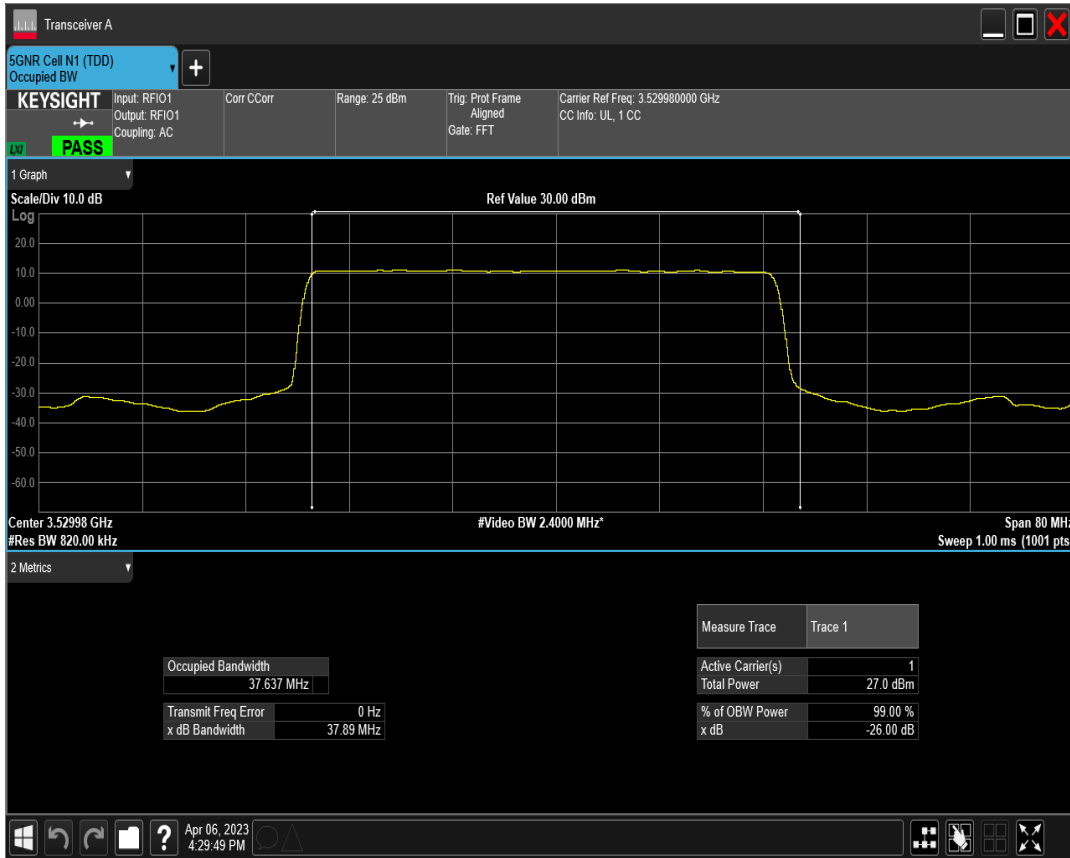 Transceiver A
5GNR Cell N1 (TDD)
Occupied BW
KEYSIGHT
LXI
PASS
Input: RFIO1
Output: RFIO1
Coupling: AC
Corr CCorr
Range: 25 dBm
Trig: Prot Frame
Aligned
Gate: FFT
Carrier Ref Freq: 3.529980000 GHz
CC Info: UL, 1 CC
1 Graph
Scale/Div 10.0 dB
Ref Value 30.00 dBm
Log
20.0
10.0
0.00
-10.0
-20.0
-30.0
-40.0
-50.0
-60.0
Center 3.52998 GHz
#Video BW 2.4000 MHz*
Span 80 MHz
#Res BW 820.00 kHz
Sweep 1.00 ms (1001 pts
2 Metrics
Measure Trace Trace 1
Occupied Bandwidth
37.637 MHz
Active Carrier(s) 1
Total Power 27.0 dBm
Transmit Freq Error 0 Hz
x dB Bandwidth 37.89 MHz
% of OBW Power 99.00 %
x dB -26.00 dB
?
Apr 06, 2023
4:29:49 PM